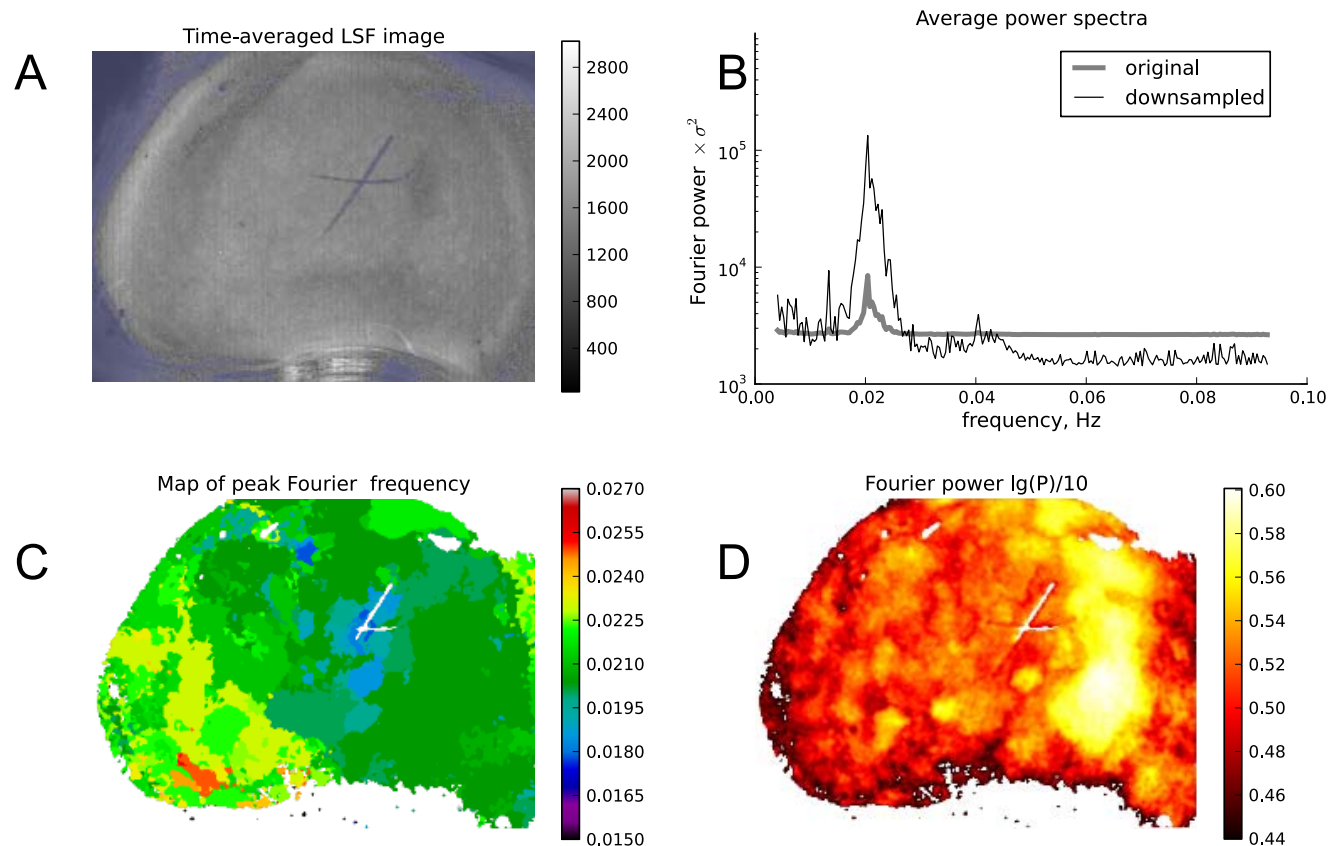 A
Time-averaged LSF image
2800
2400
2000
1600
1200
800
400
B
Average power spectra
original
downsampled
Fourier power × σ²
10⁵
10⁴
10³
0.00
0.02
0.04
0.06
0.08
0.10
frequency, Hz
C
Map of peak Fourier frequency
0.0270
0.0255
0.0240
0.0225
0.0210
0.0195
0.0180
0.0165
0.0150
D
Fourier power lg(P)/10
0.60
0.58
0.56
0.54
0.52
0.50
0.48
0.46
0.44